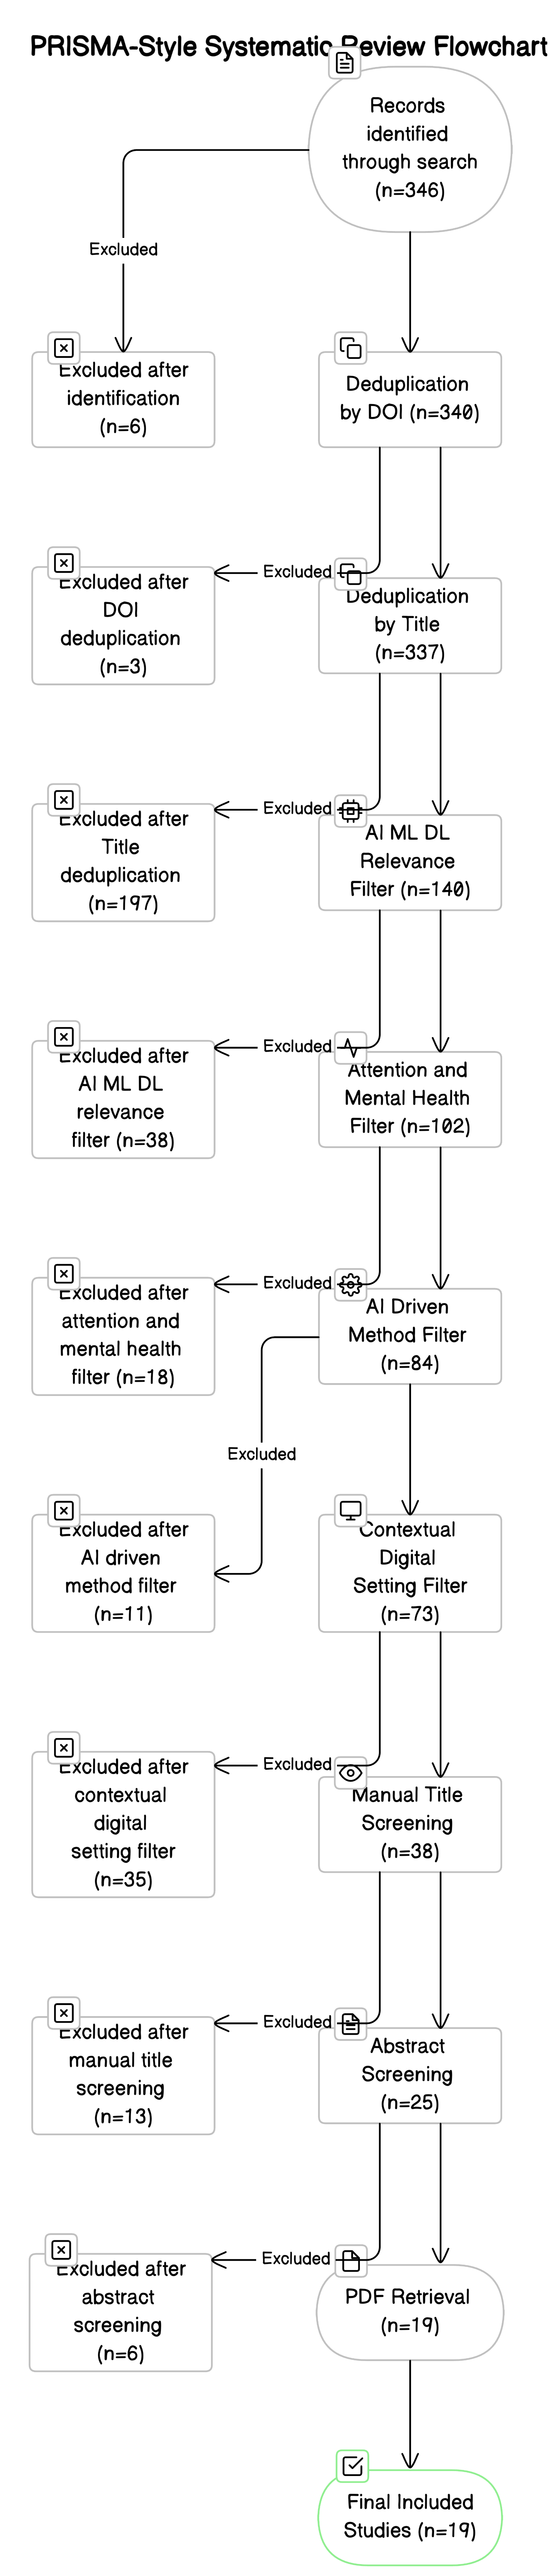 PRISMA-Style Systematic Review Flowchart
Records
identified
through search
(n=346)
Excluded
Excluded after
identification
(n=6)
Deduplication
by DOI (n=340)
Excluded
Excluded after
DOI
deduplication
(n=3)
Deduplication
by Title
(n=337)
Excluded
Excluded after
Title
deduplication
(n=197)
AI ML DL
Relevance
Filter (n=140)
Excluded
Excluded after
AI ML DL
relevance
filter (n=38)
Attention and
Mental Health
Filter (n=102)
Excluded
Excluded after
attention and
mental health
filter (n=18)
AI Driven
Method Filter
(n=84)
Excluded
Excluded after
AI driven
method filter
(n=11)
Contextual
Digital
Setting Filter
(n=73)
Excluded
Excluded after
contextual
digital
setting filter
(n=35)
Manual Title
Screening
(n=38)
Excluded
Excluded after
manual title
screening
(n=13)
Abstract
Screening
(n=25)
Excluded
Excluded after
abstract
screening
(n=6)
PDF Retrieval
(n=19)
Final Included
Studies (n=19)